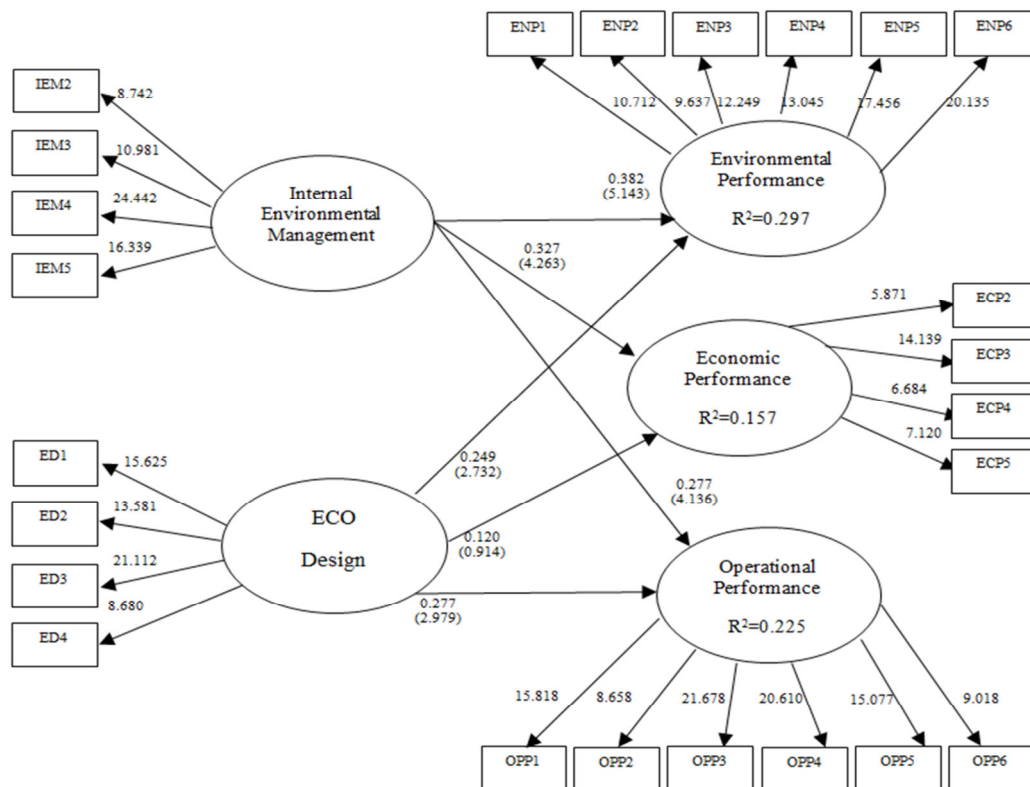 ENP1 ENP2 ENP3 ENP4 ENP5 ENP6
IEM2
8.742
IEM3
10.981
IEM4
24.442
IEM5
16.339
Internal
Environmental
Management
10.712 9.637 12.249 13.045 17.456 20.135
Environmental
Performance
R²=0.297
0.382
(5.143)
0.327
(4.263)
5.871
ECP2
14.139
ECP3
6.684
ECP4
7.120
ECP5
Economic
Performance
R²=0.157
ED1
15.625
ED2
13.581
ED3
21.112
ED4
8.680
ECO
Design
0.249
(2.732)
0.120
(0.914)
0.277
(4.136)
0.277
(2.979)
Operational
Performance
R²=0.225
15.818 8.658 21.678 20.610 15.077 9.018
OPP1 OPP2 OPP3 OPP4 OPP5 OPP6